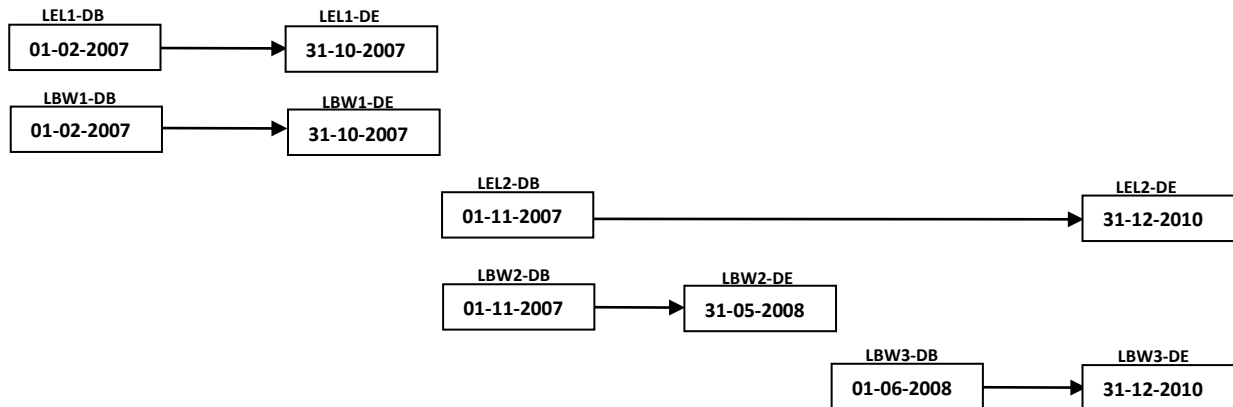 LEL1-DB LEL1-DE
01-02-2007 31-10-2007
LBW1-DB LBW1-DE
01-02-2007 31-10-2007
LEL2-DB LEL2-DE
01-11-2007 31-12-2010
LBW2-DB LBW2-DE
01-11-2007 31-05-2008
LBW3-DB LBW3-DE
01-06-2008 31-12-2010